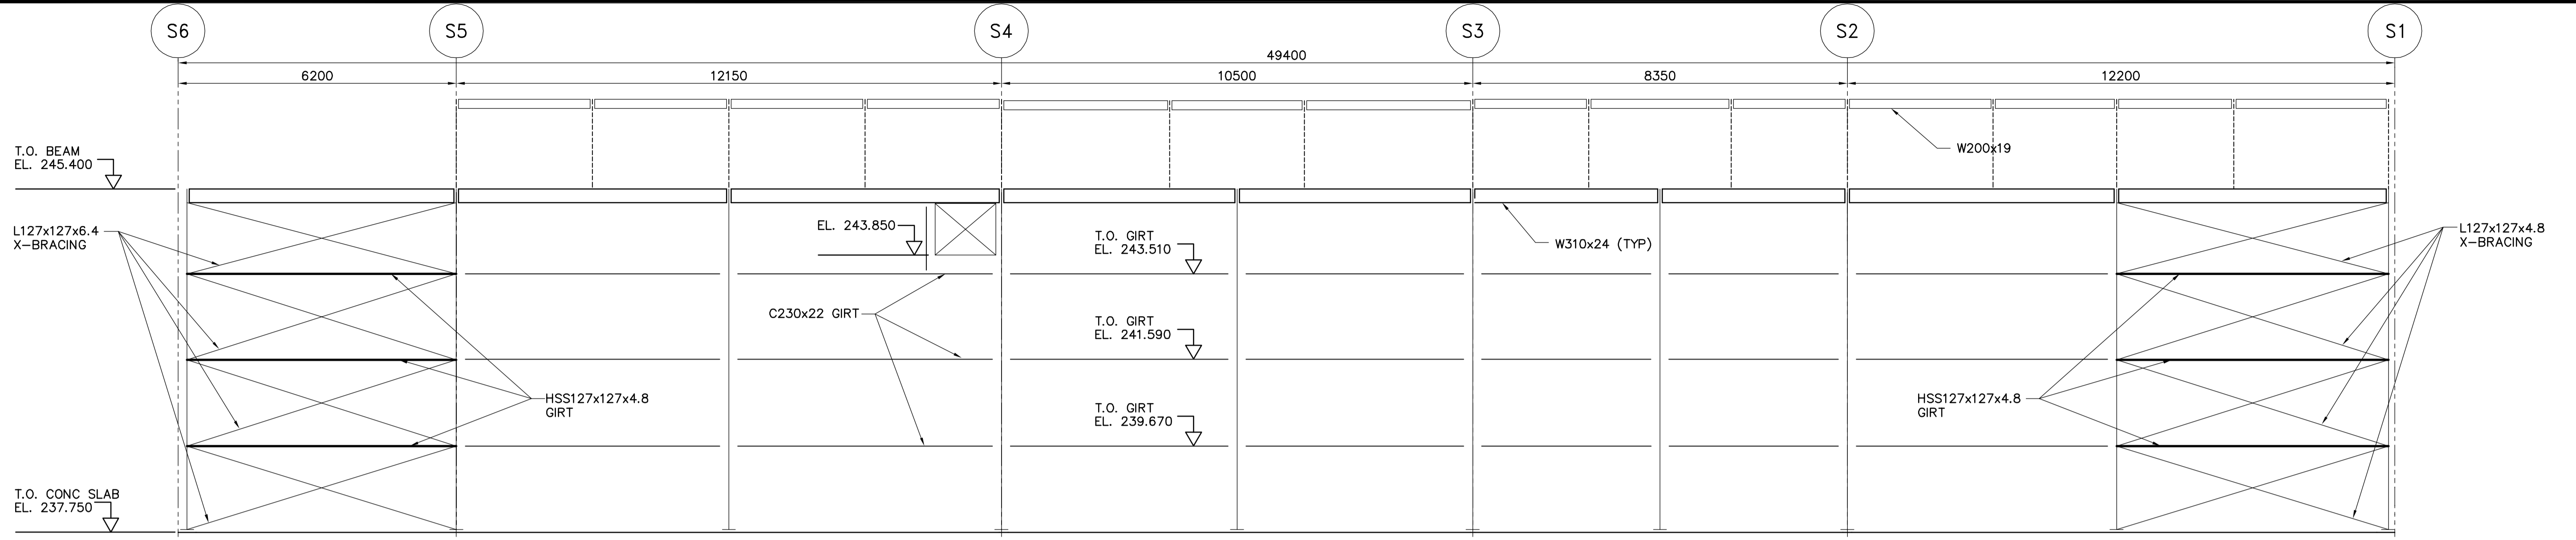 S6
S5
S4
S3
S2
S1
49400
6200
12150
10500
8350
12200
W200x19
T.O. BEAM
EL. 245.400
L127x127x6.4
X-BRACING
EL. 243.850
T.O. GIRT
EL. 243.510
W310x24 (TYP)
L127x127x4.8
X-BRACING
C230x22 GIRT
T.O. GIRT
EL. 241.590
HSS127x127x4.8
GIRT
T.O. GIRT
EL. 239.670
HSS127x127x4.8
GIRT
T.O. CONC SLAB
EL. 237.750